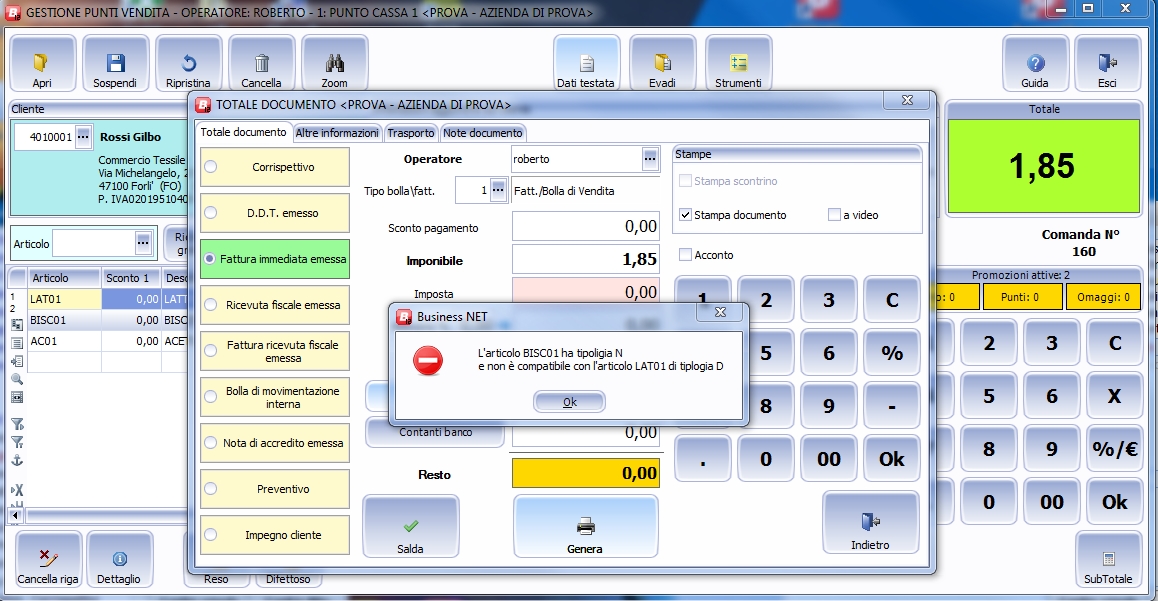 GESTIONE PUNTI VENDITA - OPERATORE: ROBERTO - 1: PUNTO CASSA 1 <PROVA - AZIENDA DI PROVA>
Apri
Sospendi
Ripristina
Cancella
Zoom
Dati testata
Evadi
Strumenti
Guida
Esci
Cliente
4010001
Rossi Gilbo
Commercio Tessile
Via Michelangelo, 2
47100 Forli' (FO)
P. IVA0201951040
Articolo
Articolo Sconto 1
1
2
LAT01 0,00 LATT
BISC01 0,00 BISC
AC01 0,00 ACET
Cancella riga
Dettaglio
Reso
Difettoso
TOTALE DOCUMENTO <PROVA - AZIENDA DI PROVA>
Totale documento
Altre informazioni
Trasporto
Note documento
Corrispettivo
D.D.T. emesso
Fattura immediata emessa
Ricevuta fiscale emessa
Fattura ricevuta fiscale
emessa
Bolla di movimentazione
interna
Nota di accredito emessa
Preventivo
Impegno cliente
Operatore roberto
Tipo bolla\fatt. 1 Fatt./Bolla di Vendita
Sconto pagamento 0,00
Imponibile 1,85
Imposta 0,00
Contanti banco 0,00
Resto 0,00
Salda
Genera
Indietro
Stampe
Stampa scontrino
Stampa documento
a video
Acconto
1 2 3 C
5 6 %
8 9 -
. 0 00 Ok
Business NET
L'articolo BISC01 ha tipoligia N
e non è compatibile con l'articolo LAT01 di tiplogia D
Ok
Totale
1,85
Comanda N°
160
Promozioni attive: 2
0
Punti: 0
Omaggi: 0
2 3 C
5 6 X
8 9 %/€
0 00 Ok
SubTotale